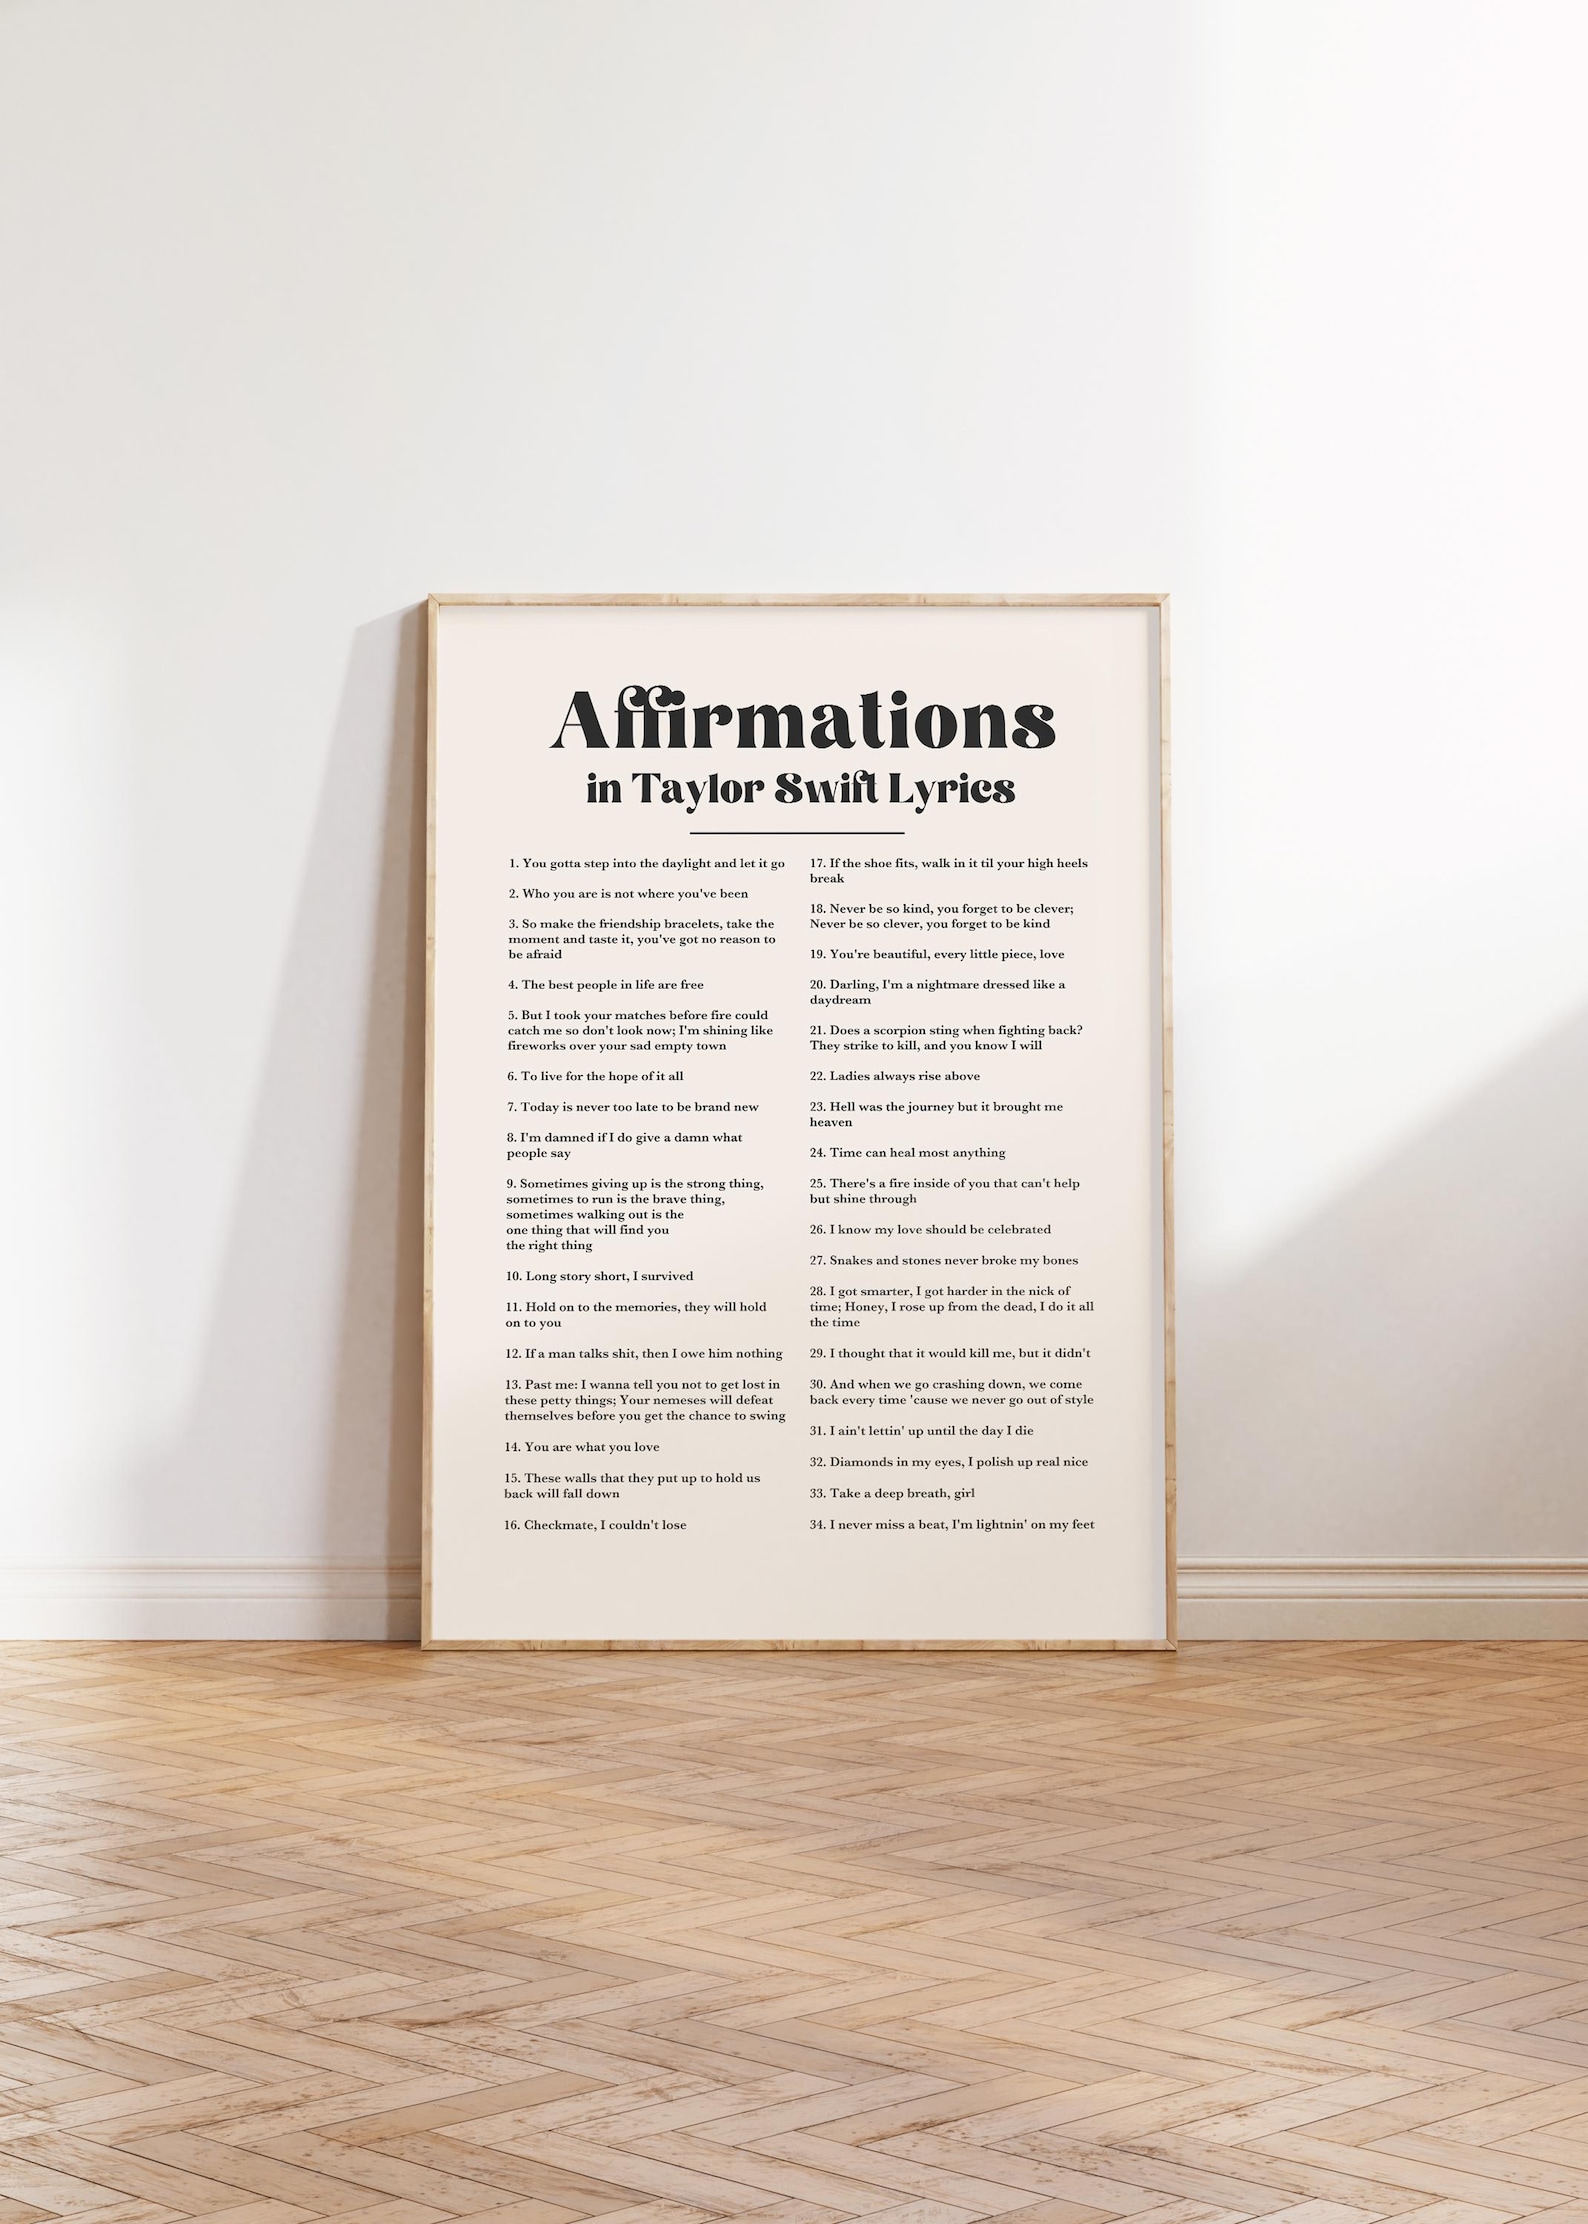 Affirmations
in Taylor Swift Lyrics
1. You gotta step into the daylight and let it go
2. Who you are is not where you've been
3. So make the friendship bracelets, take the
moment and taste it, you've got no reason to
be afraid
4. The best people in life are free
5. But I took your matches before fire could
catch me so don't look now; I'm shining like
fireworks over your sad empty town
6. To live for the hope of it all
7. Today is never too late to be brand new
8. I'm damned if I do give a damn what
people say
9. Sometimes giving up is the strong thing,
sometimes to run is the brave thing,
sometimes walking out is the
one thing that will find you
the right thing
10. Long story short, I survived
11. Hold on to the memories, they will hold
on to you
12. If a man talks shit, then I owe him nothing
13. Past me: I wanna tell you not to get lost in
these petty things; Your nemeses will defeat
themselves before you get the chance to swing
14. You are what you love
15. These walls that they put up to hold us
back will fall down
16. Checkmate, I couldn't lose
17. If the shoe fits, walk in it til your high heels
break
18. Never be so kind, you forget to be clever;
Never be so clever, you forget to be kind
19. You're beautiful, every little piece, love
20. Darling, I'm a nightmare dressed like a
daydream
21. Does a scorpion sting when fighting back?
They strike to kill, and you know I will
22. Ladies always rise above
23. Hell was the journey but it brought me
heaven
24. Time can heal most anything
25. There's a fire inside of you that can't help
but shine through
26. I know my love should be celebrated
27. Snakes and stones never broke my bones
28. I got smarter, I got harder in the nick of
time; Honey, I rose up from the dead, I do it all
the time
29. I thought that it would kill me, but it didn't
30. And when we go crashing down, we come
back every time 'cause we never go out of style
31. I ain't lettin' up until the day I die
32. Diamonds in my eyes, I polish up real nice
33. Take a deep breath, girl
34. I never miss a beat, I'm lightnin' on my feet